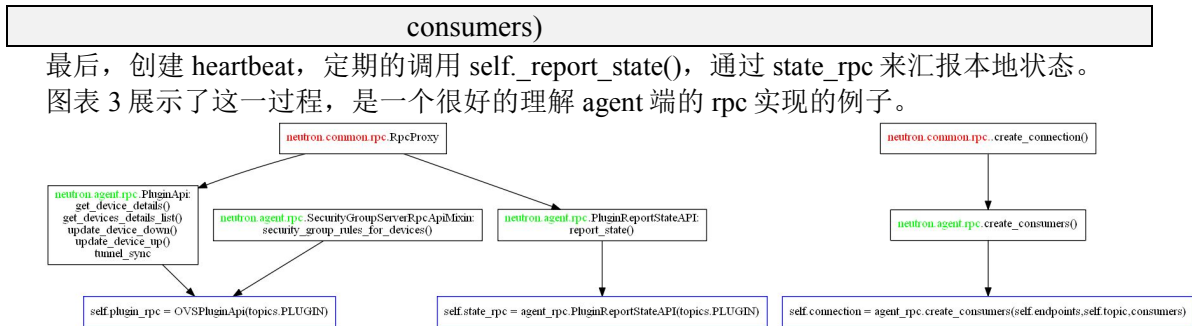 consumers)
最后，创建 heartbeat，定期的调用 self._report_state()，通过 state_rpc 来汇报本地状态。
图表 3 展示了这一过程，是一个很好的理解 agent 端的 rpc 实现的例子。
neutron.common.rpc.RpcProxy
neutron.common.rpc..create_connection()
neutron.agent.rpc.PluginApi:
get_device_details()
get_devices_details_list()
update_device_down()
update_device_up()
tunnel_sync
neutron.agent.rpc.SecurityGroupServerRpcApiMixin:
security_group_rules_for_devices()
neutron.agent.rpc.PluginReportStateAPI:
report_state()
neutron.agent.rpc.create_consumers()
self.plugin_rpc = OVSPluginApi(topics.PLUGIN)
self.state_rpc = agent_rpc.PluginReportStateAPI(topics.PLUGIN)
self.connection = agent_rpc.create_consumers(self.endpoints,self.topic,consumers)